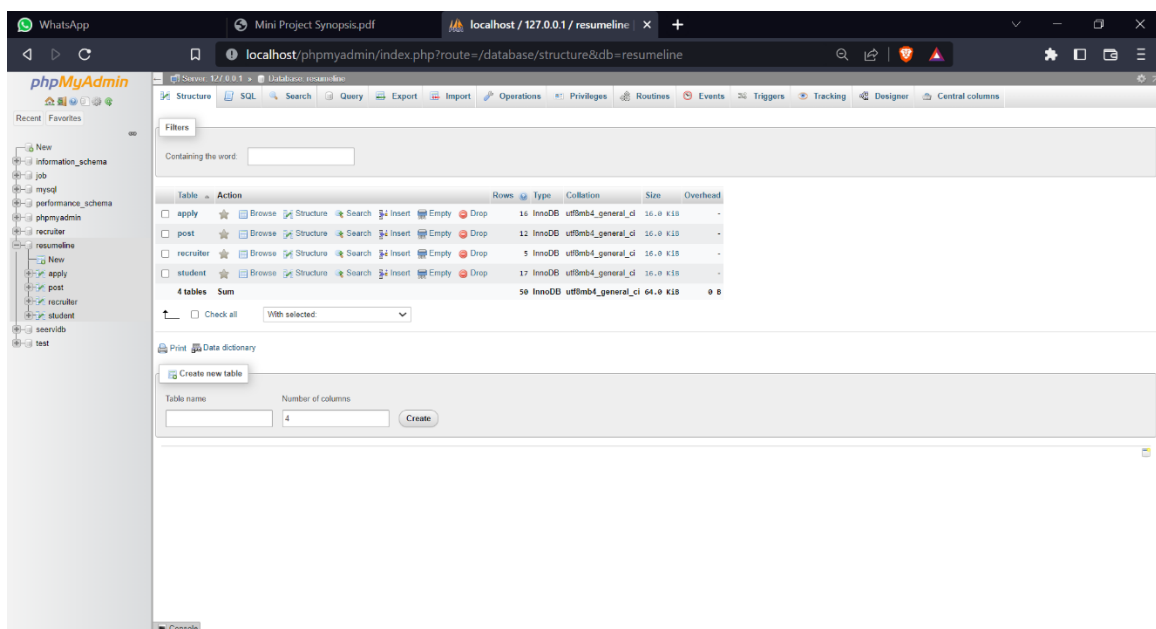 WhatsApp Mini Project Synopsis.pdf localhost / 127.0.0.1 / resumeline
localhost/phpmyadmin/index.php?route=/database/structure&db=resumeline
phpMyAdmin
Recent Favorites
New
information_schema
job
mysql
performance_schema
phpmyadmin
recruiter
resumeline
New
apply
post
recruiter
student
seervidb
test
Server: 127.0.0.1 » Database: resumeline
Structure SQL Search Query Export Import Operations Privileges Routines Events Triggers Tracking Designer Central columns
Filters
Containing the word:
Table Action Rows Type Collation Size Overhead
apply Browse Structure Search Insert Empty Drop 16 InnoDB utf8mb4_general_ci 16.0 KiB -
post Browse Structure Search Insert Empty Drop 12 InnoDB utf8mb4_general_ci 16.0 KiB -
recruiter Browse Structure Search Insert Empty Drop 5 InnoDB utf8mb4_general_ci 16.0 KiB -
student Browse Structure Search Insert Empty Drop 17 InnoDB utf8mb4_general_ci 16.0 KiB -
4 tables Sum 50 InnoDB utf8mb4_general_ci 64.0 KiB 0 B
Check all With selected:
Print Data dictionary
Create new table
Table name Number of columns
4 Create
Console